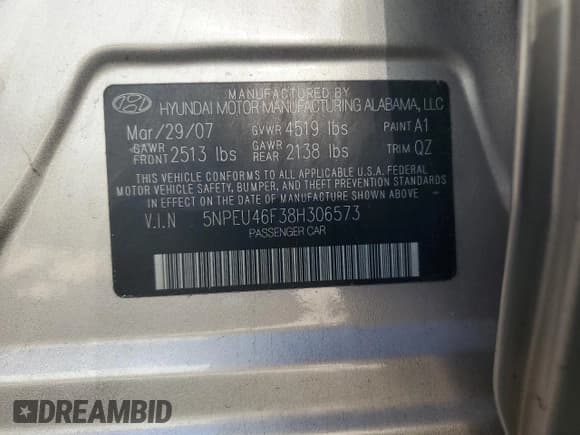 MANUFACTURED BY
HYUNDAI MOTOR MANUFACTURING ALABAMA, LLC
Mar/29/07 GVWR 4519 lbs PAINT A1
GAWR FRONT 2513 lbs GAWR REAR 2138 lbs TRIM QZ
THIS VEHICLE CONFORMS TO ALL APPLICABLE U.S.A. FEDERAL
MOTOR VEHICLE SAFETY, BUMPER, AND THEFT PREVENTION STANDARDS
IN EFFECT ON THE DATE OF MANUFACTURE SHOWN ABOVE.
V.I.N 5NPEU46F38H306573
PASSENGER CAR
DREAMBID